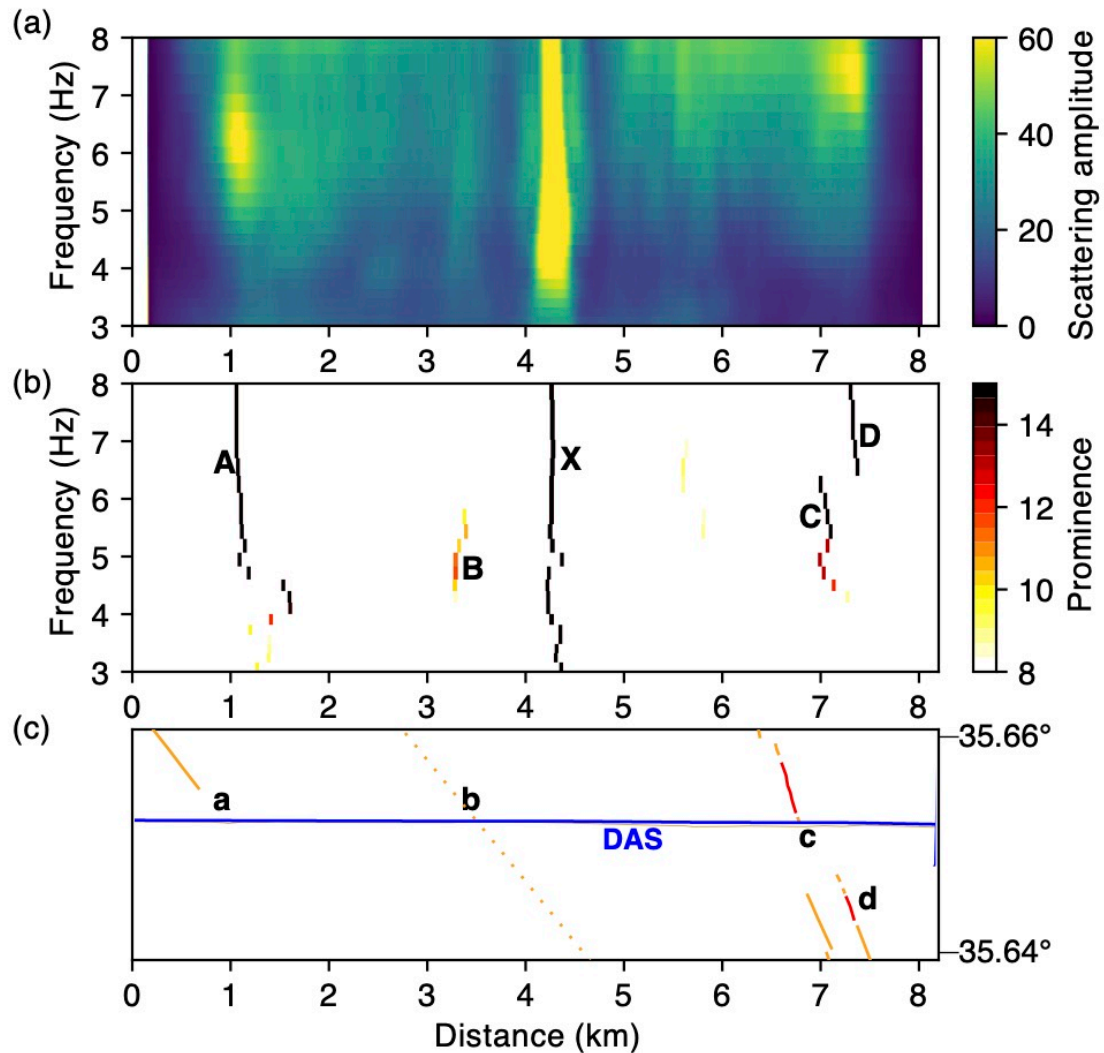 (a)
Frequency (Hz)
8
7
6
5
4
3
0 1 2 3 4 5 6 7 8
60
40
20
0
Scattering amplitude
(b)
Frequency (Hz)
8
7
6
5
4
3
A
B
X
C
D
0 1 2 3 4 5 6 7 8
14
12
10
8
Prominence
(c)
a
b
DAS
c
d
35.66°
35.64°
0 1 2 3 4 5 6 7 8
Distance (km)